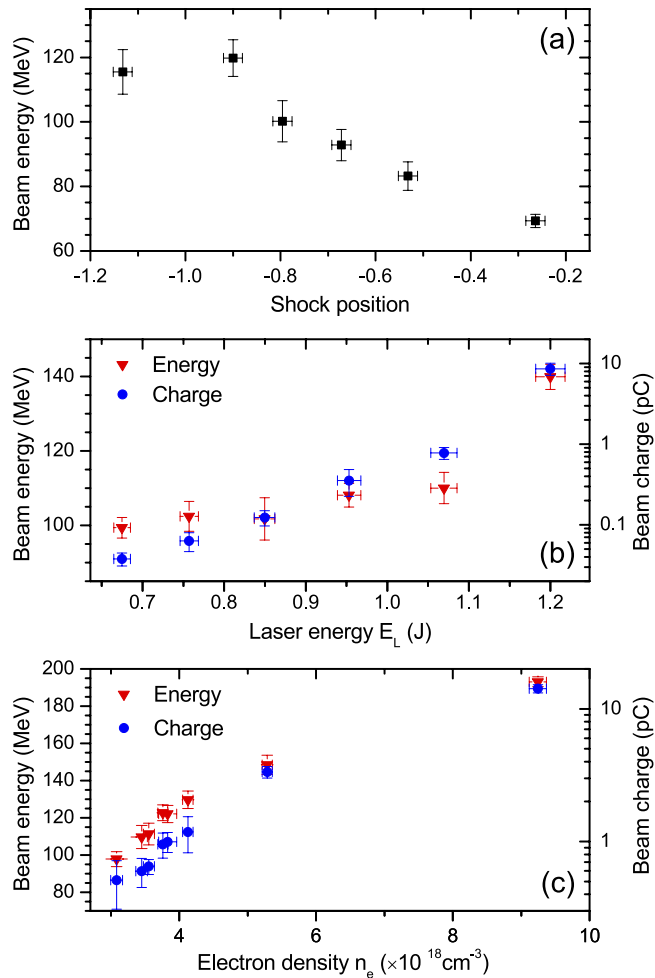 (a)
Beam energy (MeV)
120
100
80
60
-1.2 -1.0 -0.8 -0.6 -0.4 -0.2
Shock position
Energy
Charge
Beam energy (MeV)
140
120
100
10
1
0.1
Beam charge (pC)
(b)
0.7 0.8 0.9 1.0 1.1 1.2
Laser energy E_L (J)
Energy
Charge
Beam energy (MeV)
200
180
160
140
120
100
80
10
1
Beam charge (pC)
(c)
4 6 8 10
Electron density n_e (×10^18cm^-3)